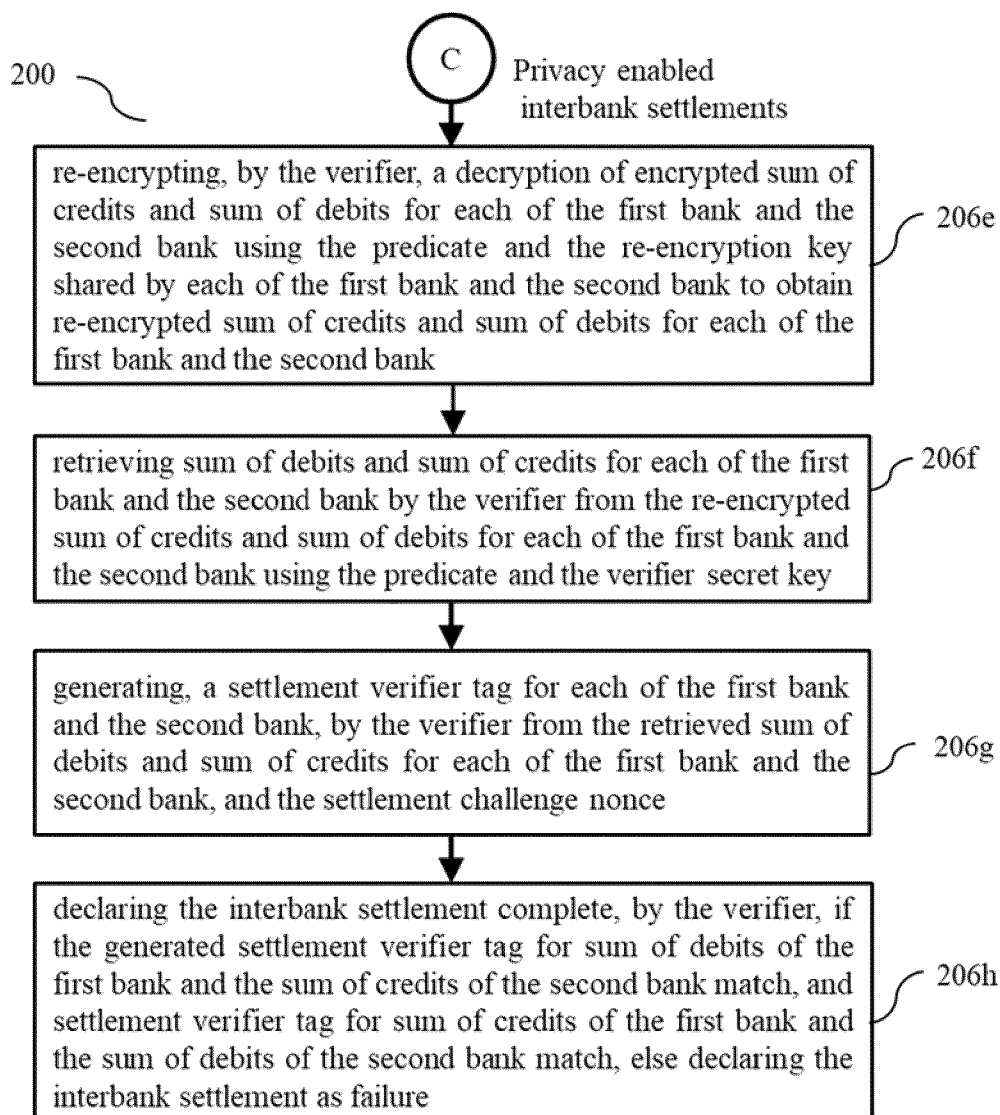 C
200
Privacy enabled
interbank settlements
re-encrypting, by the verifier, a decryption of encrypted sum of
credits and sum of debits for each of the first bank and the
second bank using the predicate and the re-encryption key
shared by each of the first bank and the second bank to obtain
re-encrypted sum of credits and sum of debits for each of the
first bank and the second bank
206e
retrieving sum of debits and sum of credits for each of the first
bank and the second bank by the verifier from the re-encrypted
sum of credits and sum of debits for each of the first bank and
the second bank using the predicate and the verifier secret key
206f
generating, a settlement verifier tag for each of the first bank
and the second bank, by the verifier from the retrieved sum of
debits and sum of credits for each of the first bank and the
second bank, and the settlement challenge nonce
206g
declaring the interbank settlement complete, by the verifier, if
the generated settlement verifier tag for sum of debits of the
first bank and the sum of credits of the second bank match, and
settlement verifier tag for sum of credits of the first bank and
the sum of debits of the second bank match, else declaring the
interbank settlement as failure
206h